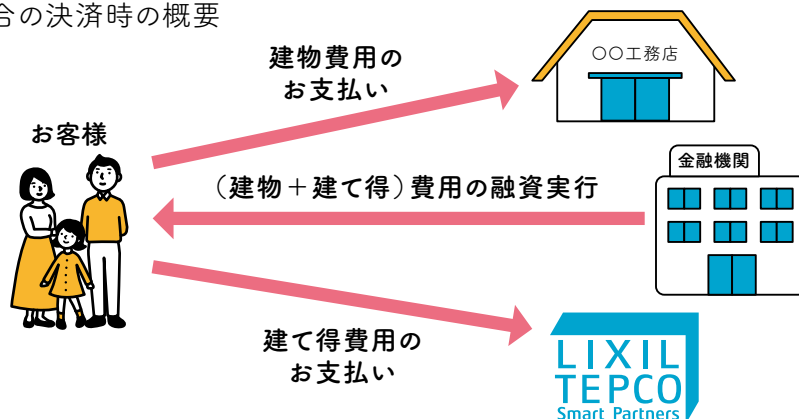 合の決済時の概要
建物費用の
お支払い
〇〇工務店
お客様
金融機関
（建物＋建て得）費用の融資実行
建て得費用の
お支払い
LIXIL
TEPCO
Smart Partners